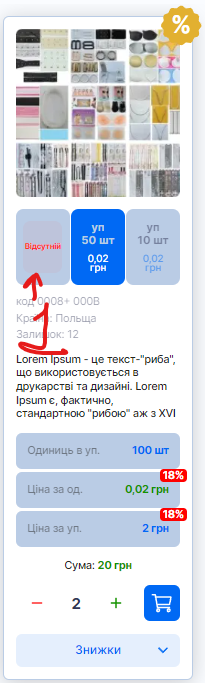 %
Відсутній
уп
50 шт
0,02
грн
уп
10 шт
0,02
грн
код 0008+ 000В
Країна: Польща
Залишок: 12
1
Lorem Ipsum - це текст-"риба",
що використовується в
друкарстві та дизайні. Lorem
Ipsum є, фактично,
стандартною "рибою" аж з XVI
Одиниць в уп. 100 шт
18%
Ціна за од. 0,02 грн
18%
Ціна за уп. 2 грн
Сума: 20 грн
− 2 +
Знижки